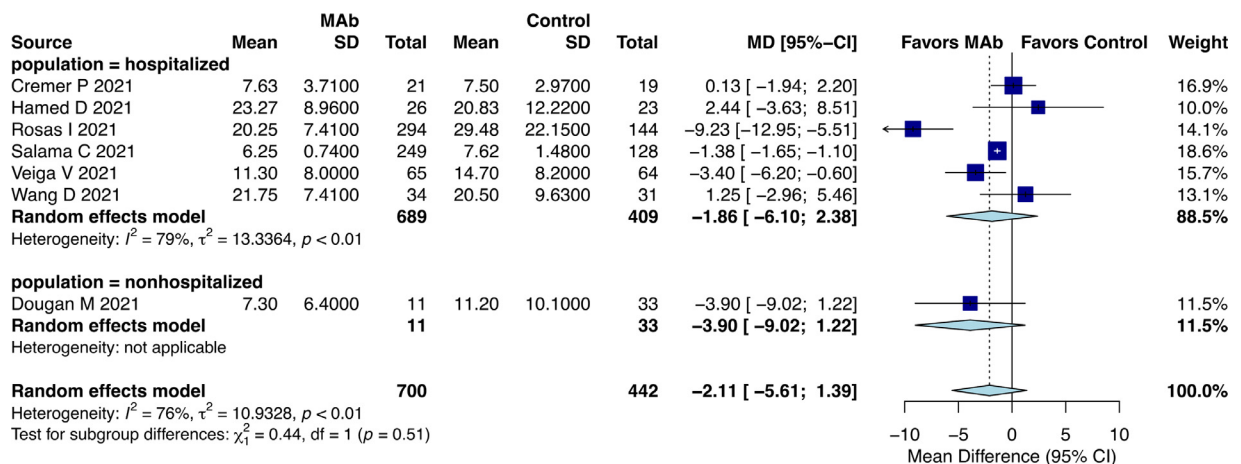 MAb Control
Source Mean SD Total Mean SD Total MD [95%−CI] Favors MAb Favors Control Weight
population = hospitalized
Cremer P 2021 7.63 3.7100 21 7.50 2.9700 19 0.13 [ −1.94; 2.20] 16.9%
Hamed D 2021 23.27 8.9600 26 20.83 12.2200 23 2.44 [ −3.63; 8.51] 10.0%
Rosas I 2021 20.25 7.4100 294 29.48 22.1500 144 −9.23 [−12.95; −5.51] 14.1%
Salama C 2021 6.25 0.7400 249 7.62 1.4800 128 −1.38 [ −1.65; −1.10] 18.6%
Veiga V 2021 11.30 8.0000 65 14.70 8.2000 64 −3.40 [ −6.20; −0.60] 15.7%
Wang D 2021 21.75 7.4100 34 20.50 9.6300 31 1.25 [ −2.96; 5.46] 13.1%
Random effects model 689 409 −1.86 [ −6.10; 2.38] 88.5%
Heterogeneity: I² = 79%, τ² = 13.3364, p < 0.01
population = nonhospitalized
Dougan M 2021 7.30 6.4000 11 11.20 10.1000 33 −3.90 [ −9.02; 1.22] 11.5%
Random effects model 11 33 −3.90 [ −9.02; 1.22] 11.5%
Heterogeneity: not applicable
Random effects model 700 442 −2.11 [ −5.61; 1.39] 100.0%
Heterogeneity: I² = 76%, τ² = 10.9328, p < 0.01
Test for subgroup differences: χ²₁ = 0.44, df = 1 (p = 0.51)
−10 −5 0 5 10
Mean Difference (95% CI)